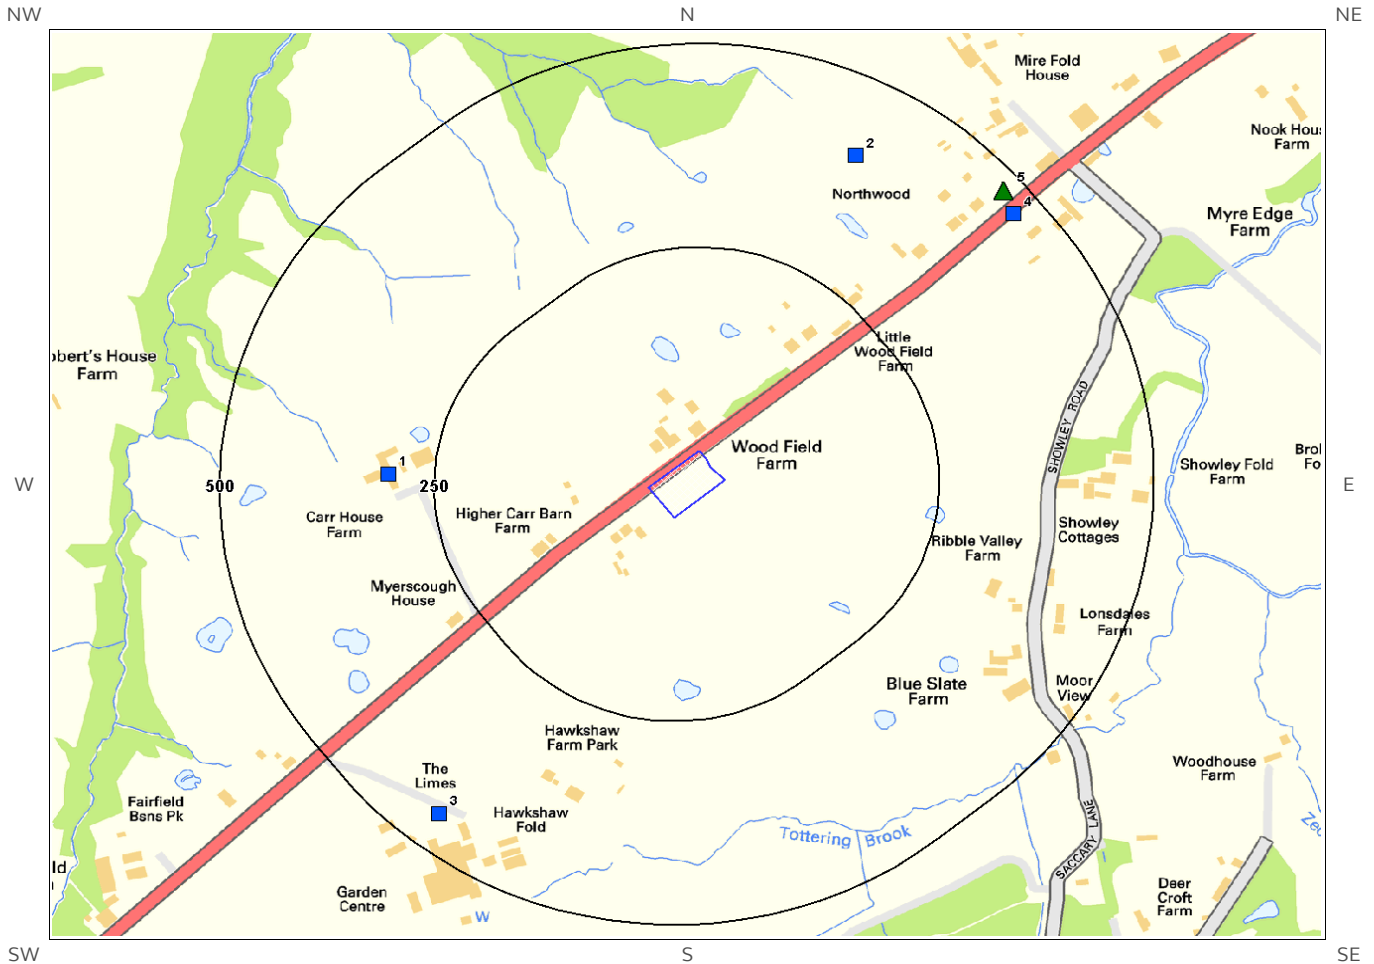 NW
N
NE
Mire Fold
House
Nook Hou
Farm
2
5
4
Northwood
Myre Edge
Farm
Little
Wood Field
Farm
obert's House
Farm
SHOWLEY ROAD
Wood Field
Farm
1
W
500
250
E
Showley Fold
Farm
Bro
Fo
Carr House
Farm
Higher Carr Barn
Farm
Showley
Cottages
Ribble Valley
Farm
Myerscough
House
Lonsdales
Farm
Blue Slate
Farm
Moor
View
Hawkshaw
Farm Park
The
Limes
3
Woodhouse
Farm
Fairfield
Bsns Pk
Hawkshaw
Fold
Tottering Brook
SACCARY LANE
Ze
ld
Garden
Centre
W
Deer
Croft
Farm
SW
S
SE